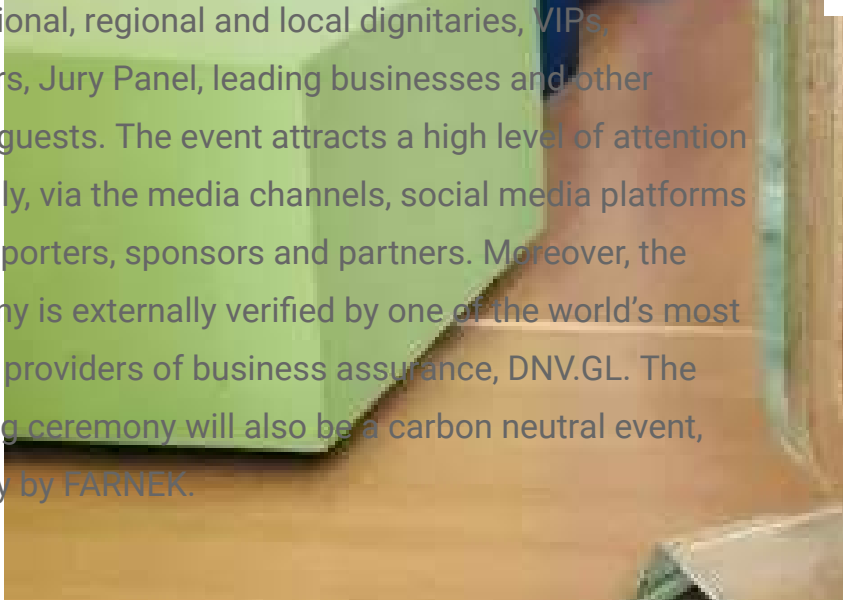 ional, regional and local dignitaries, VIPs,
rs, Jury Panel, leading businesses and other
guests. The event attracts a high level of attention
ly, via the media channels, social media platforms
porters, sponsors and partners. Moreover, the
ny is externally verified by one of the world’s most
providers of business assurance, DNV.GL. The
g ceremony will also be a carbon neutral event,
y by FARNEK.